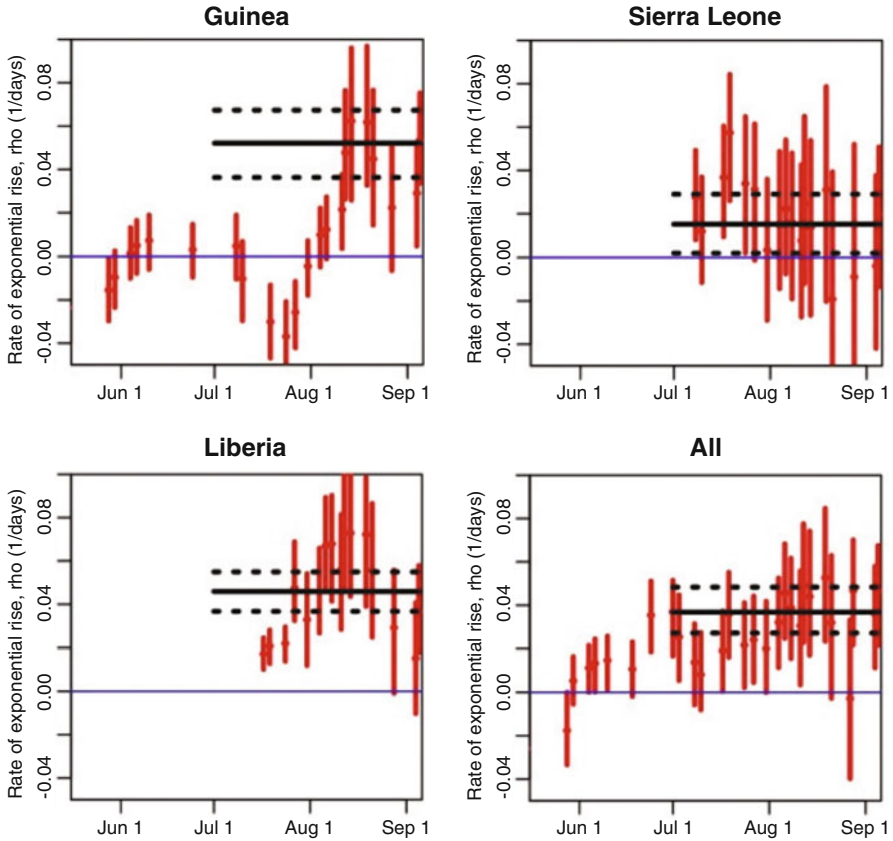 Guinea
Rate of exponential rise, rho (1/days)
0.08
0.04
0.00
-0.04
Jun 1 Jul 1 Aug 1 Sep 1
Sierra Leone
Rate of exponential rise, rho (1/days)
0.08
0.04
0.00
-0.04
Jun 1 Jul 1 Aug 1 Sep 1
Liberia
Rate of exponential rise, rho (1/days)
0.08
0.04
0.00
-0.04
Jun 1 Jul 1 Aug 1 Sep 1
All
Rate of exponential rise, rho (1/days)
0.08
0.04
0.00
-0.04
Jun 1 Jul 1 Aug 1 Sep 1